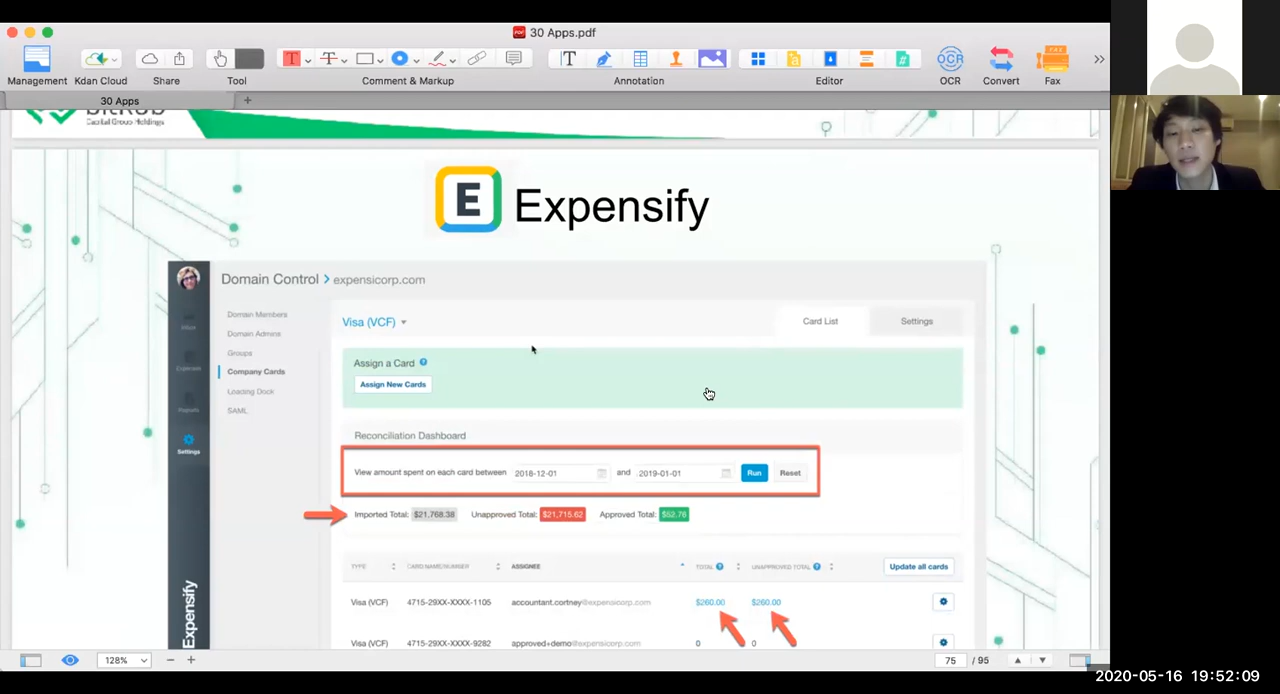 30 Apps.pdf
Management Kdan Cloud Share Tool Comment & Markup Annotation Editor OCR Convert Fax
30 Apps
Capital Group Holdings
E Expensify
Domain Control > expensicorp.com
Domain Members
Domain Admins
Groups
Company Cards
Loading Dock
SAML
Settings
Expensify
Visa (VCF)
Card List
Settings
Assign a Card
Assign New Cards
Reconciliation Dashboard
View amount spent on each card between 2018-12-01 and 2019-01-01 Run Reset
Imported Total: $21,768.38 Unapproved Total: $21,715.62 Approved Total: $52.76
TYPE CARD NAME/NUMBER ASSIGNEE TOTAL UNAPPROVED TOTAL Update all cards
Visa (VCF) 4715-29XX-XXXX-1105 accountant.cortney@expensicorp.com $260.00 $260.00
Visa (VCF) 4715-29XX-XXXX-9282 approved+demo@expensicorp.com 0 0
128% 75 / 95
2020-05-16 19:52:09